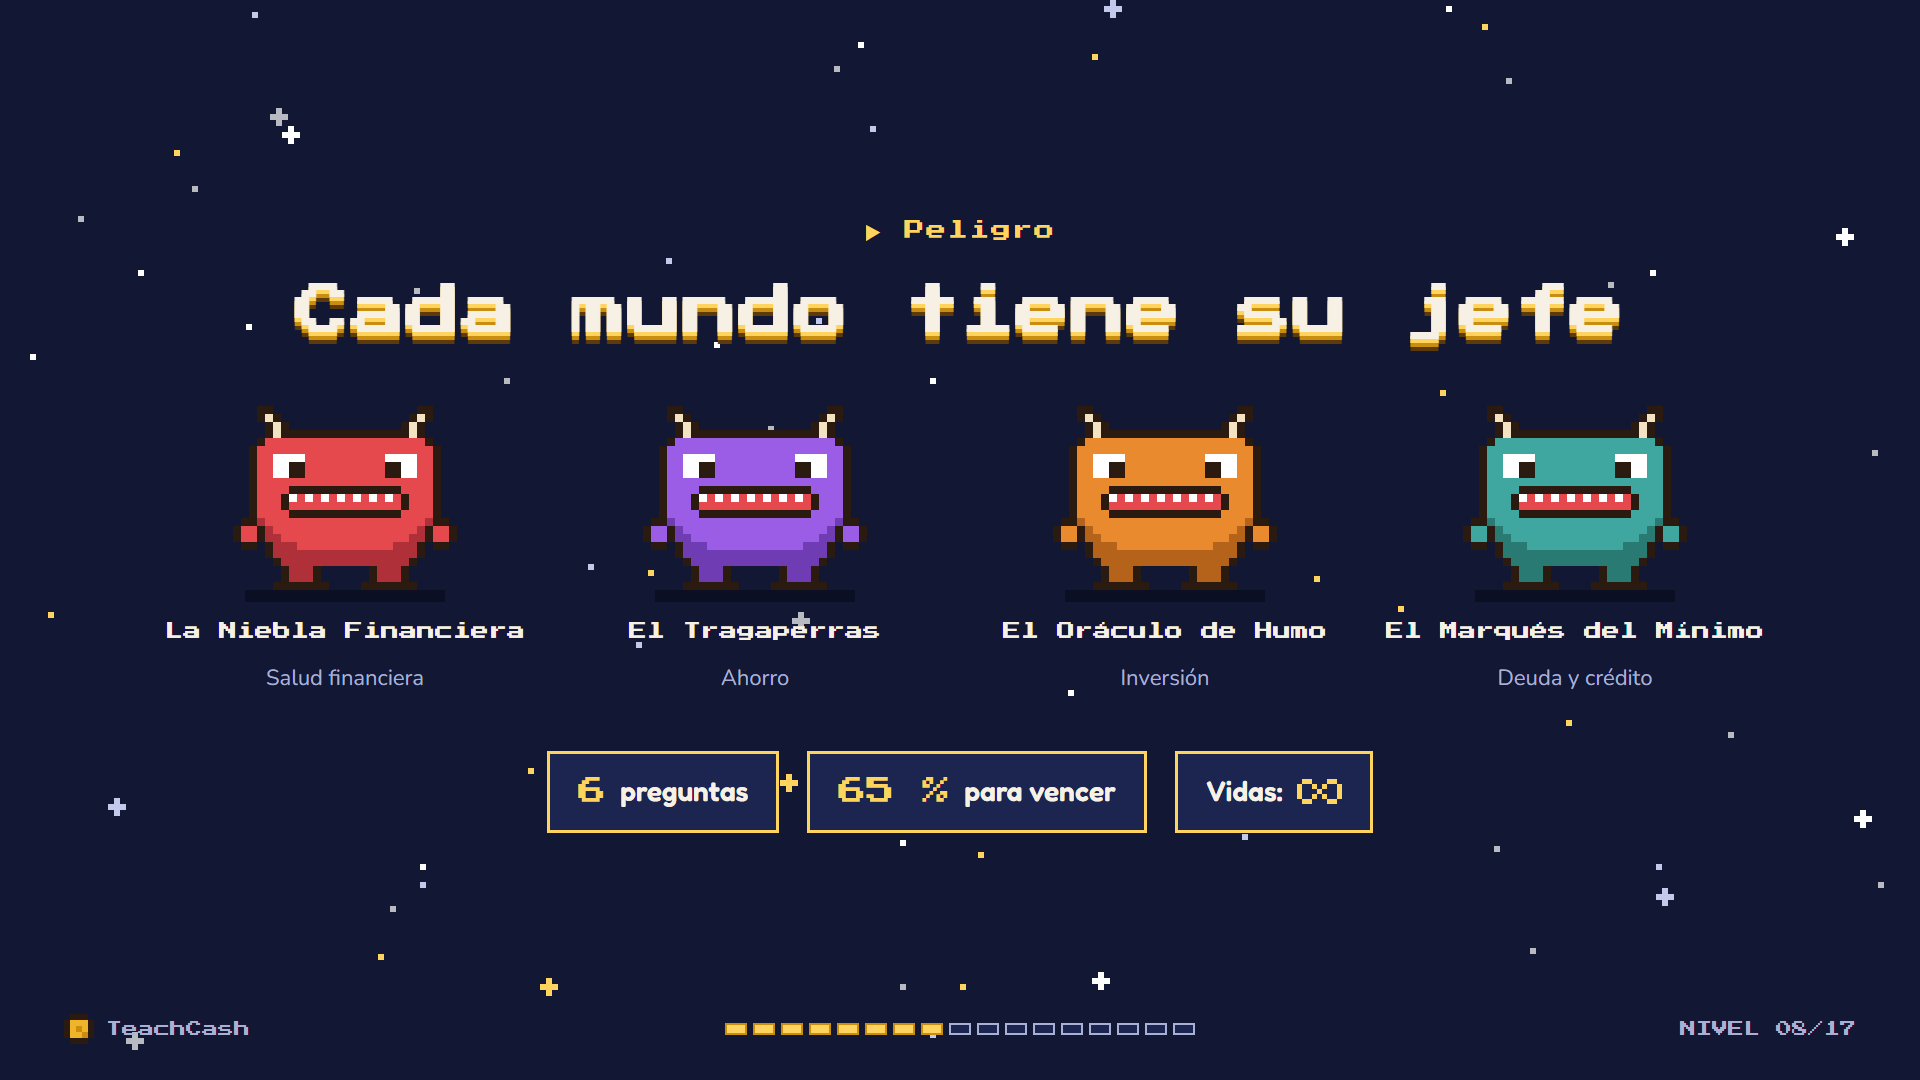 ▶ Peligro
Cada mundo tiene su jefe
La Niebla Financiera
Salud financiera
El Tragaperras
Ahorro
El Oráculo de Humo
Inversión
El Marqués del Mínimo
Deuda y crédito
6 preguntas
65 % para vencer
Vidas: ∞
TeachCash
NIVEL 08/17